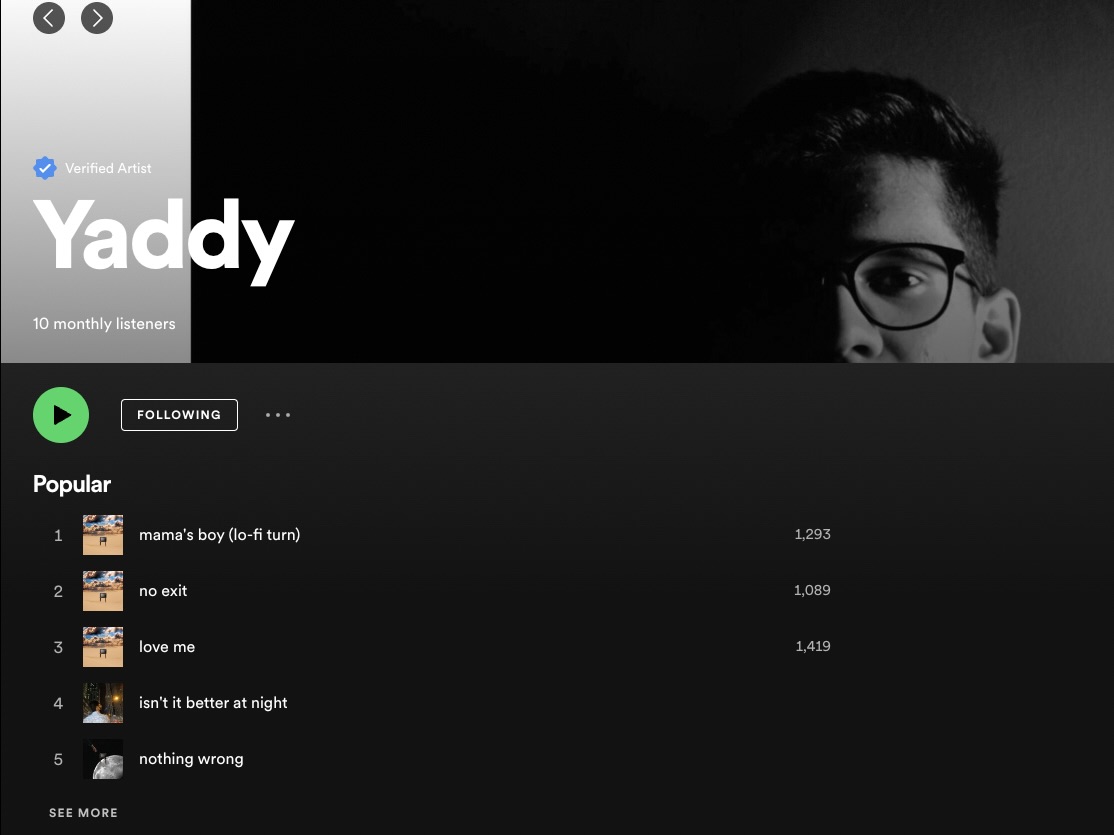 Verified Artist
Yaddy
10 monthly listeners
FOLLOWING
Popular
1 mama's boy (lo-fi turn) 1,293
2 no exit 1,089
3 love me 1,419
4 isn't it better at night
5 nothing wrong
SEE MORE